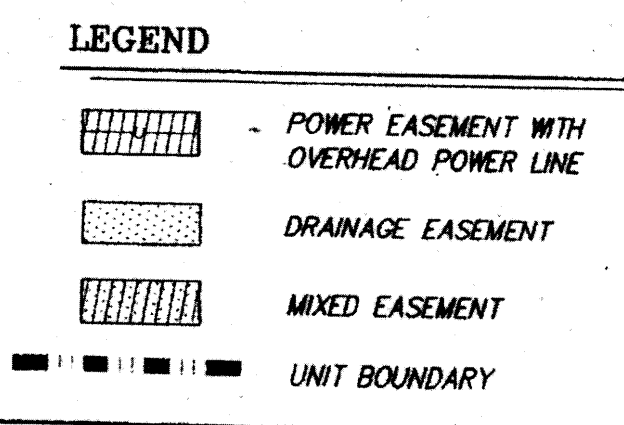 LEGEND
U
POWER EASEMENT WITH
OVERHEAD POWER LINE
DRAINAGE EASEMENT
MIXED EASEMENT
UNIT BOUNDARY